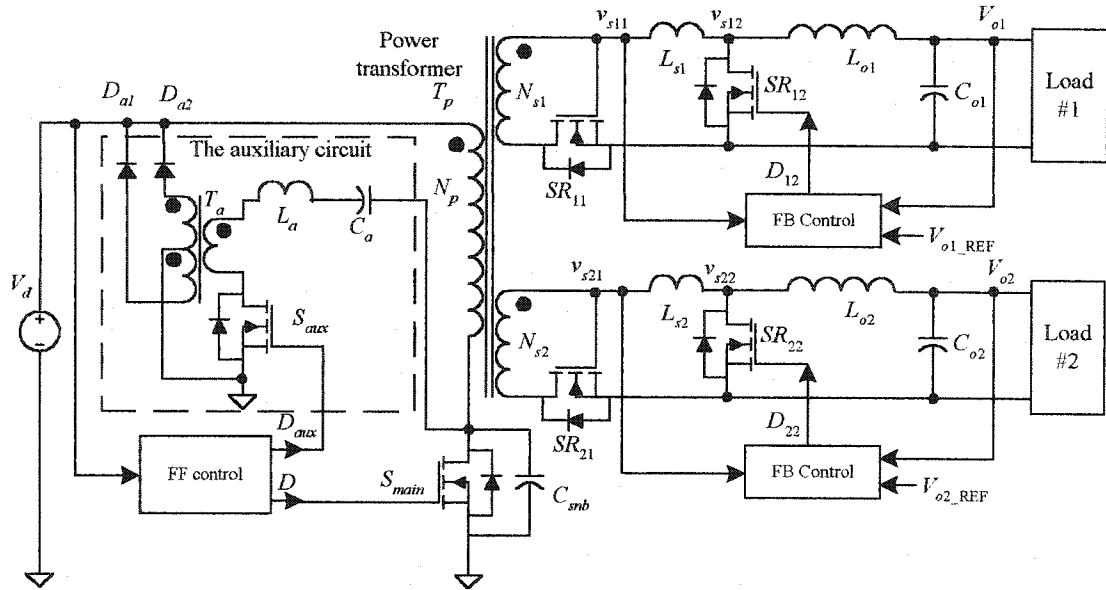 Power
transformer
T_p
D_a1
D_a2
The auxiliary circuit
T_a
L_a
C_a
N_p
V_d
+
-
S_aux
D_aux
FF control
D
S_main
C_snb
v_s11
v_s12
V_o1
L_s1
L_o1
N_s1
SR_12
C_o1
Load
#1
SR_11
D_12
FB Control
V_o1_REF
v_s21
v_s22
V_o2
L_s2
L_o2
N_s2
SR_22
C_o2
Load
#2
SR_21
D_22
FB Control
V_o2_REF